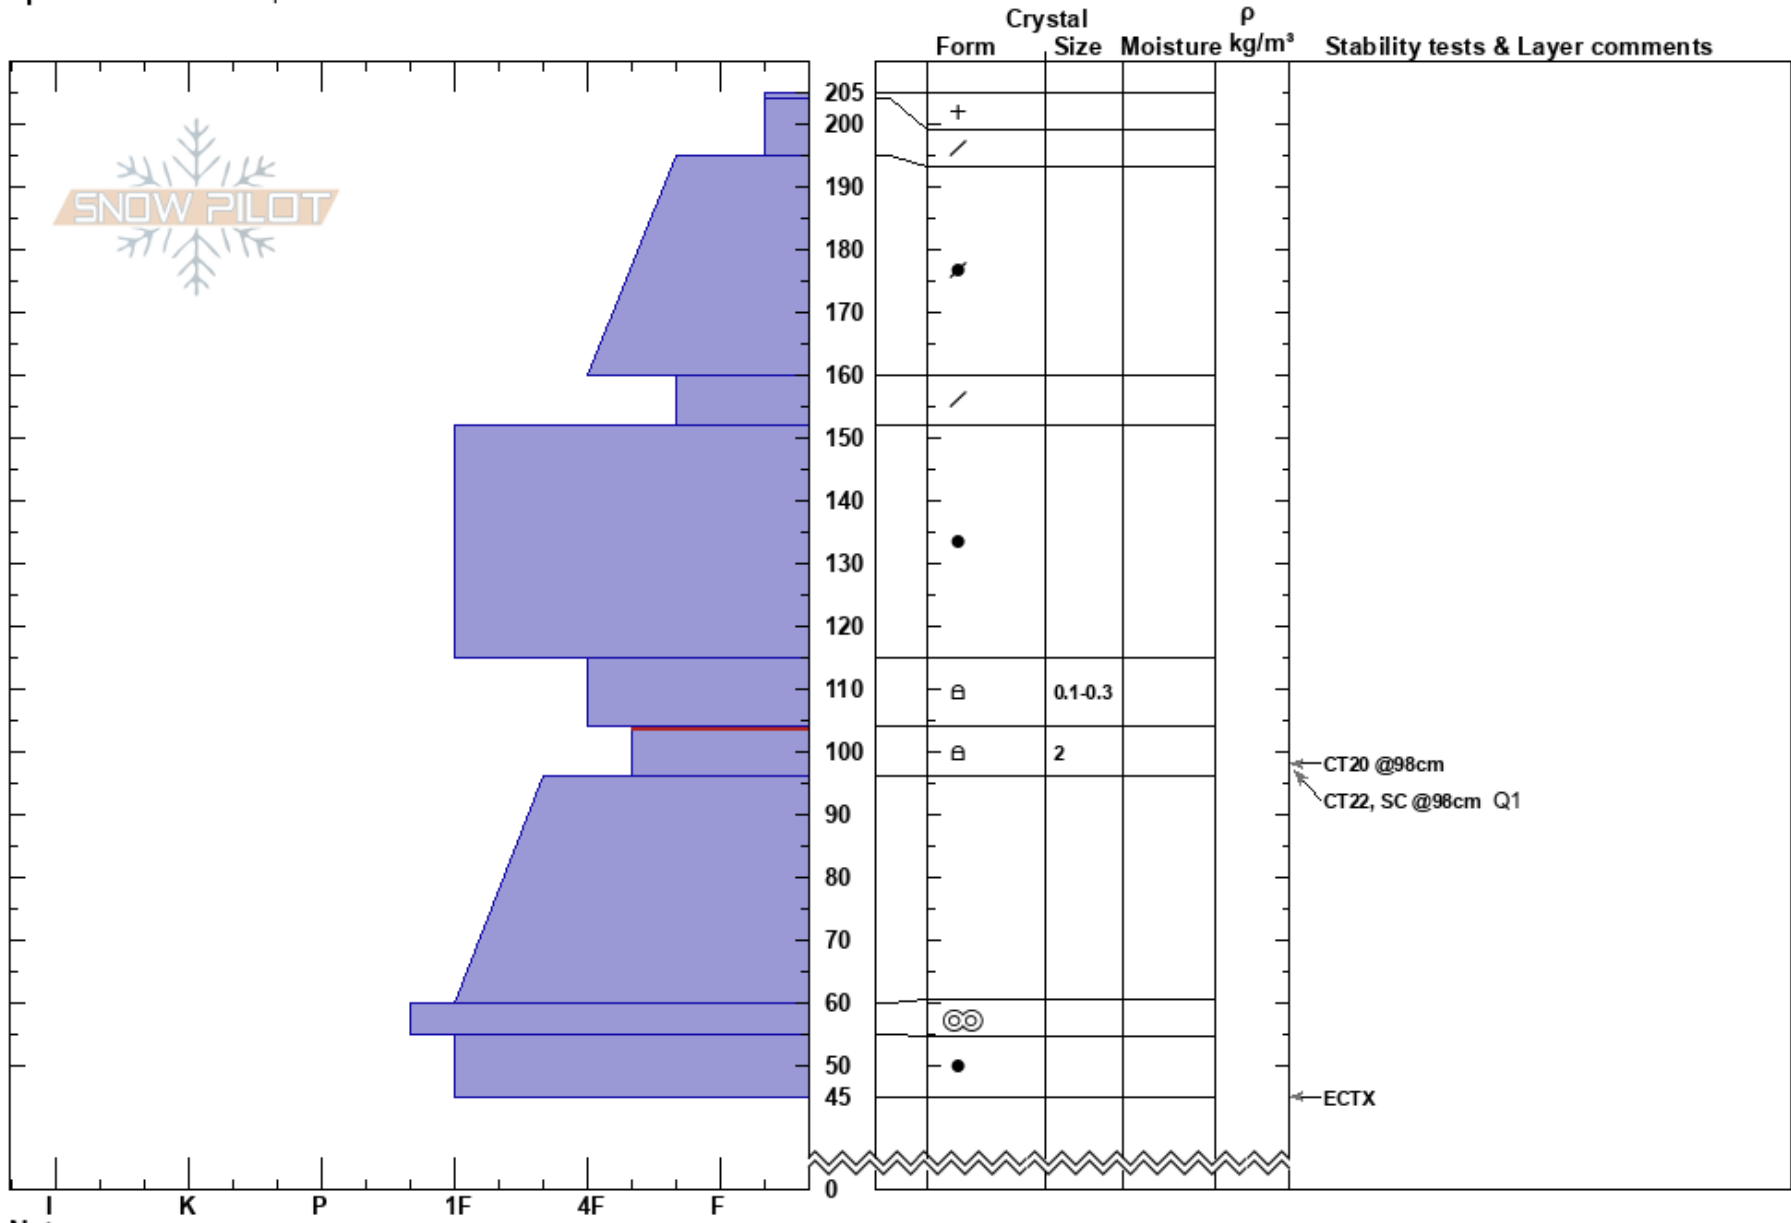 Crystal ρ
Form Size Moisture kg/m³ Stability tests & Layer comments
205
200
190
SNOW PILOT
180
170
160
150
140
130
120
110 0.1-0.3
100 2
CT20 @98cm
CT22, SC @98cm Q1
90
80
70
60
50
45 ECTX
0
I K P 1F 4F F